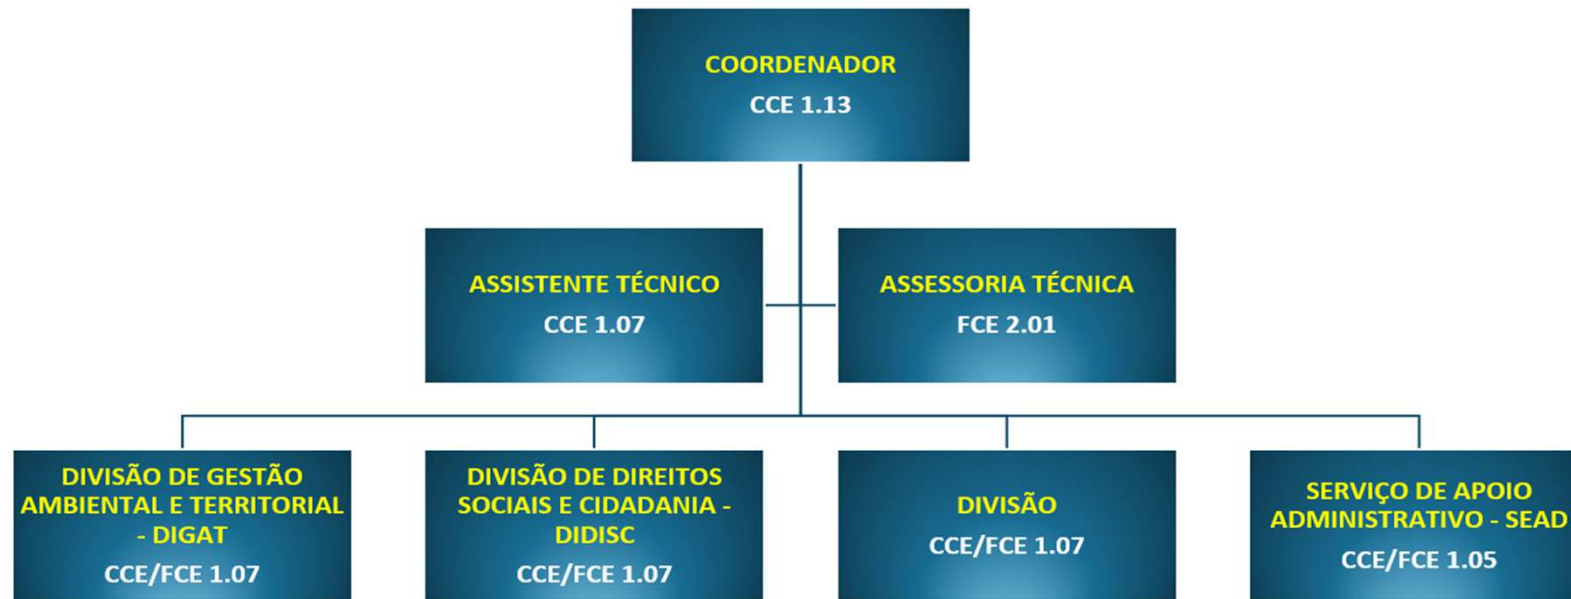 COORDENADOR
CCE 1.13
ASSISTENTE TÉCNICO
CCE 1.07
ASSESSORIA TÉCNICA
FCE 2.01
DIVISÃO DE GESTÃO
AMBIENTAL E TERRITORIAL
- DIGAT
CCE/FCE 1.07
DIVISÃO DE DIREITOS
SOCIAIS E CIDADANIA -
DIDISC
CCE/FCE 1.07
DIVISÃO
CCE/FCE 1.07
SERVIÇO DE APOIO
ADMINISTRATIVO - SEAD
CCE/FCE 1.05